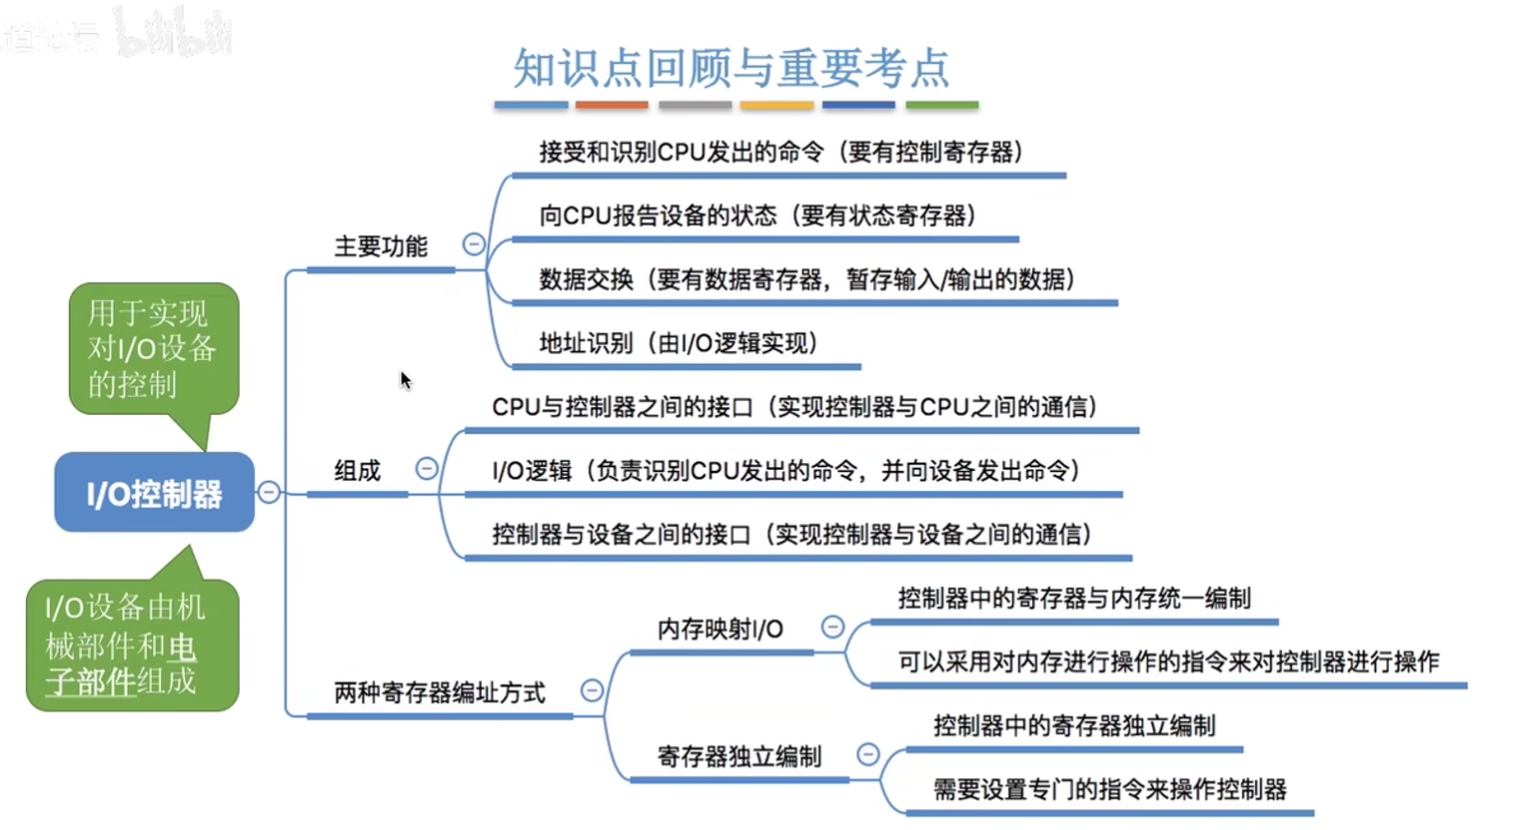 道论坛 bilibili
知识点回顾与重要考点
接受和识别CPU发出的命令（要有控制寄存器）
向CPU报告设备的状态（要有状态寄存器）
主要功能
数据交换（要有数据寄存器，暂存输入/输出的数据）
地址识别（由I/O逻辑实现）
用于实现
对I/O设备
的控制
CPU与控制器之间的接口（实现控制器与CPU之间的通信）
组成
I/O逻辑（负责识别CPU发出的命令，并向设备发出命令）
控制器与设备之间的接口（实现控制器与设备之间的通信）
I/O控制器
I/O设备由机
械部件和电
子部件组成
控制器中的寄存器与内存统一编制
内存映射I/O
可以采用对内存进行操作的指令来对控制器进行操作
两种寄存器编址方式
控制器中的寄存器独立编制
寄存器独立编制
需要设置专门的指令来操作控制器